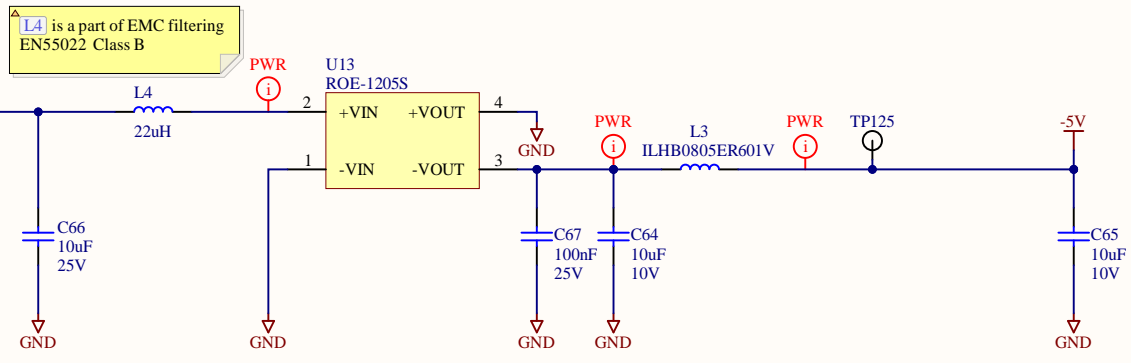 L4 is a part of EMC filtering
EN55022 Class B
PWR
U13
ROE-1205S
L4
22uH
2
+VIN
+VOUT
4
GND
1
-VIN
-VOUT
3
PWR
i
i
L3
ILHB0805ER601V
PWR
i
TP125
-5V
C66
10uF
25V
C67
100nF
25V
C64
10uF
10V
C65
10uF
10V
GND
GND
GND
GND
GND